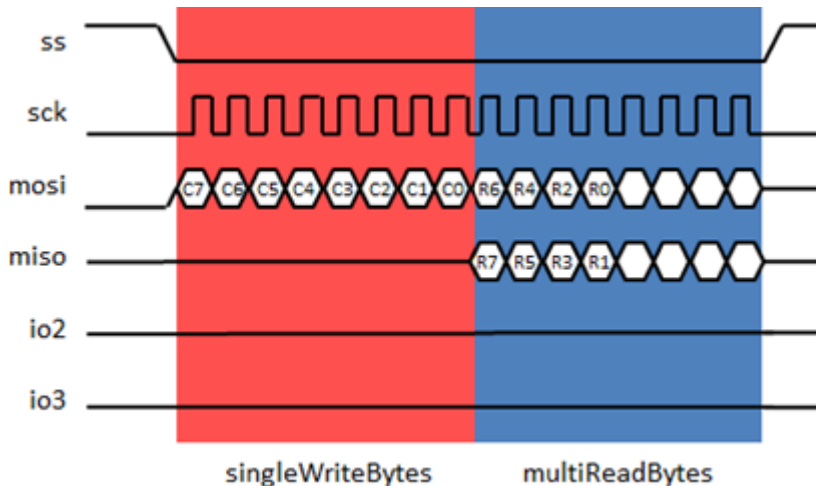 ss
sck
mosi C7 C6 C5 C4 C3 C2 C1 C0 R6 R4 R2 R0
miso R7 R5 R3 R1
io2
io3
singleWriteBytes multiReadBytes